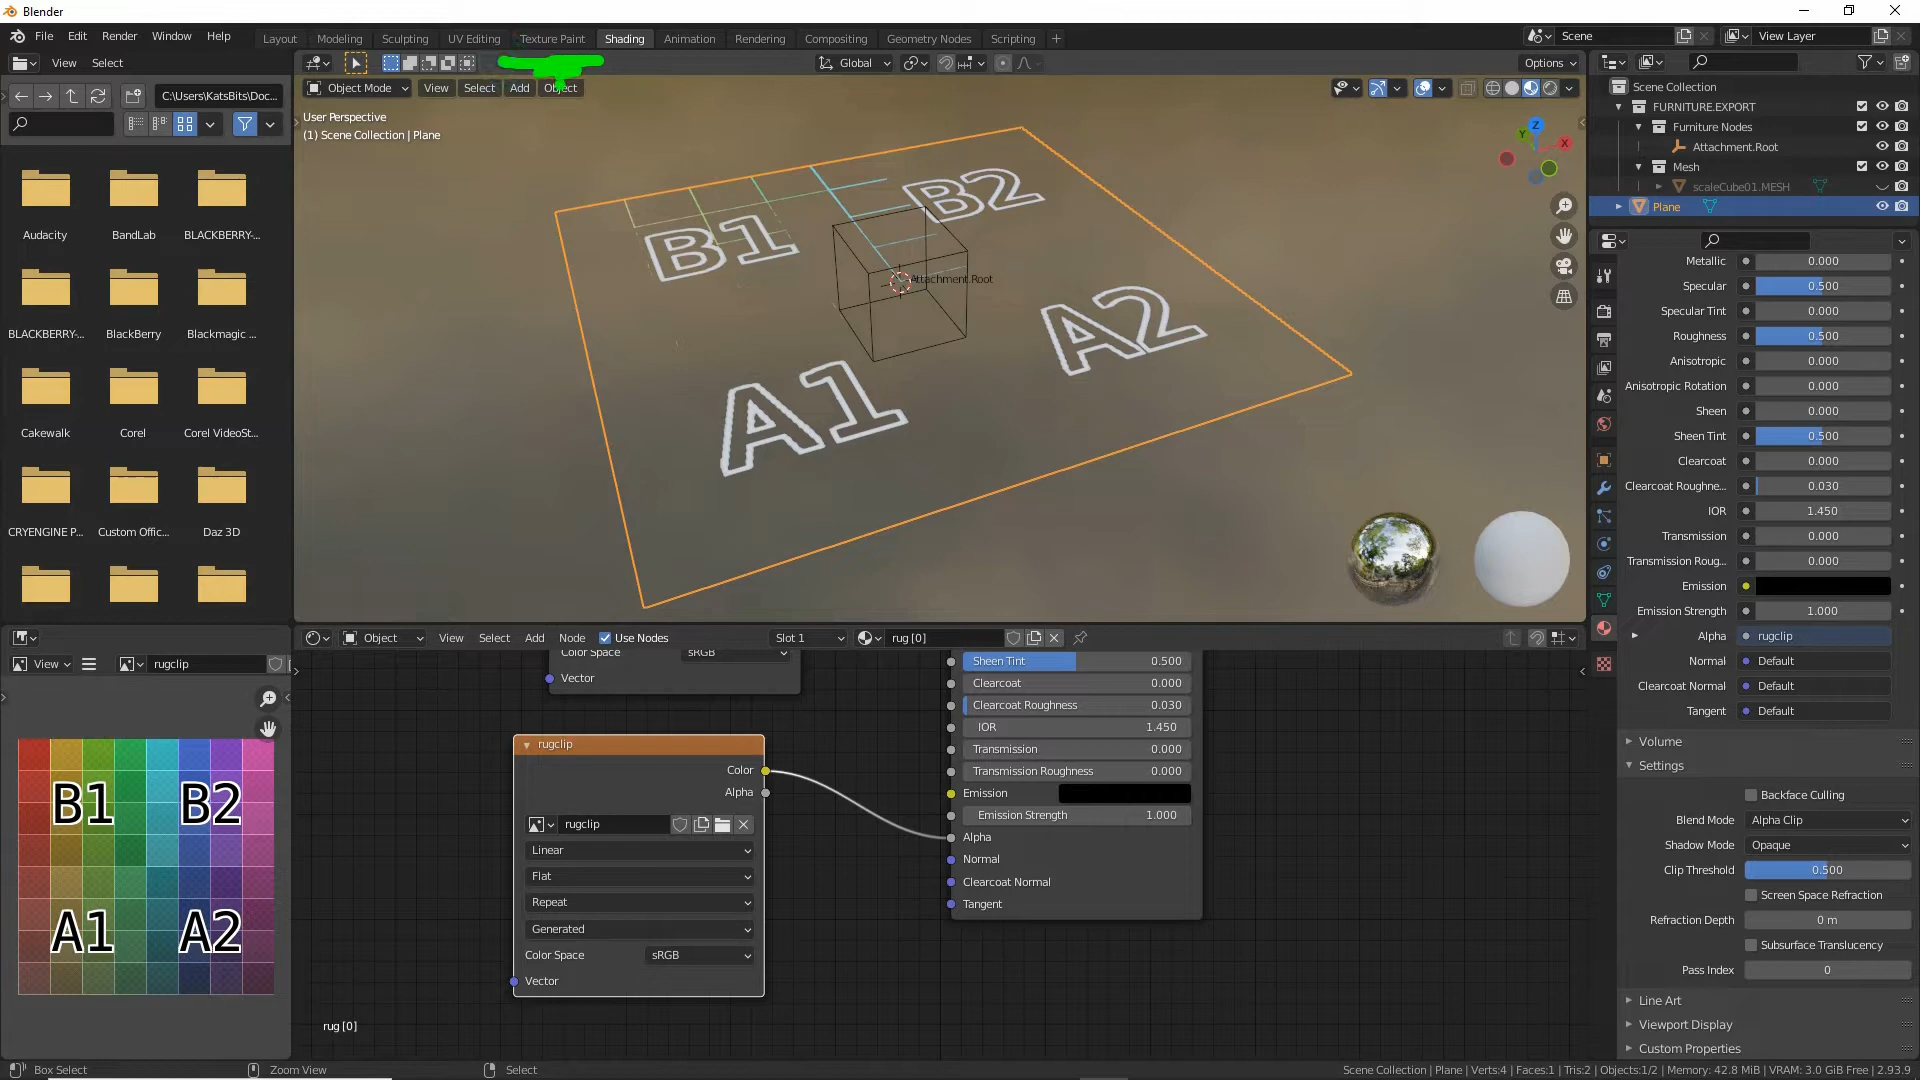 Blender
File Edit Render Window Help
Layout Modeling Sculpting UV Editing Texture Paint Shading Animation Rendering Compositing Geometry Nodes Scripting +
Scene
View Layer
View Select
Global
Options
C:\Users\KatsBits\Doc...
Object Mode View Select Add Object
User Perspective
(1) Scene Collection | Plane
Audacity BandLab BLACKBERRY-...
BLACKBERRY-... BlackBerry Blackmagic ...
Cakewalk Corel Corel VideoSt...
CRYENGINE P... Custom Offic... Daz 3D
B1 B2
Attachment.Root
A1 A2
Z
Y
X
Scene Collection
FURNITURE.EXPORT
Furniture Nodes
Attachment.Root
Mesh
scaleCube01.MESH
Plane
Metallic 0.000
Specular 0.500
Specular Tint 0.000
Roughness 0.500
Anisotropic 0.000
Anisotropic Rotation 0.000
Sheen 0.000
Sheen Tint 0.500
Clearcoat 0.000
Clearcoat Roughne... 0.030
IOR 1.450
Transmission 0.000
Transmission Roug... 0.000
Emission
Emission Strength 1.000
Alpha rugclip
Normal Default
Clearcoat Normal Default
Tangent Default
Volume
Settings
Backface Culling
Blend Mode Alpha Clip
Shadow Mode Opaque
Clip Threshold 0.500
Screen Space Refraction
Refraction Depth 0 m
Subsurface Translucency
Pass Index 0
Line Art
Viewport Display
Custom Properties
View rugclip
B1 B2
A1 A2
Object View Select Add Node Use Nodes Slot 1 rug [0]
Color Space sRGB
Vector
rugclip
Color
Alpha
rugclip
Linear
Flat
Repeat
Generated
Color Space sRGB
Vector
Sheen Tint 0.500
Clearcoat 0.000
Clearcoat Roughness 0.030
IOR 1.450
Transmission 0.000
Transmission Roughness 0.000
Emission
Emission Strength 1.000
Alpha
Normal
Clearcoat Normal
Tangent
rug [0]
Box Select Zoom View Select
Scene Collection | Plane | Verts:4 | Faces:1 | Tris:2 | Objects:1/2 | Memory: 42.8 MiB | VRAM: 3.0 GiB Free | 2.93.9